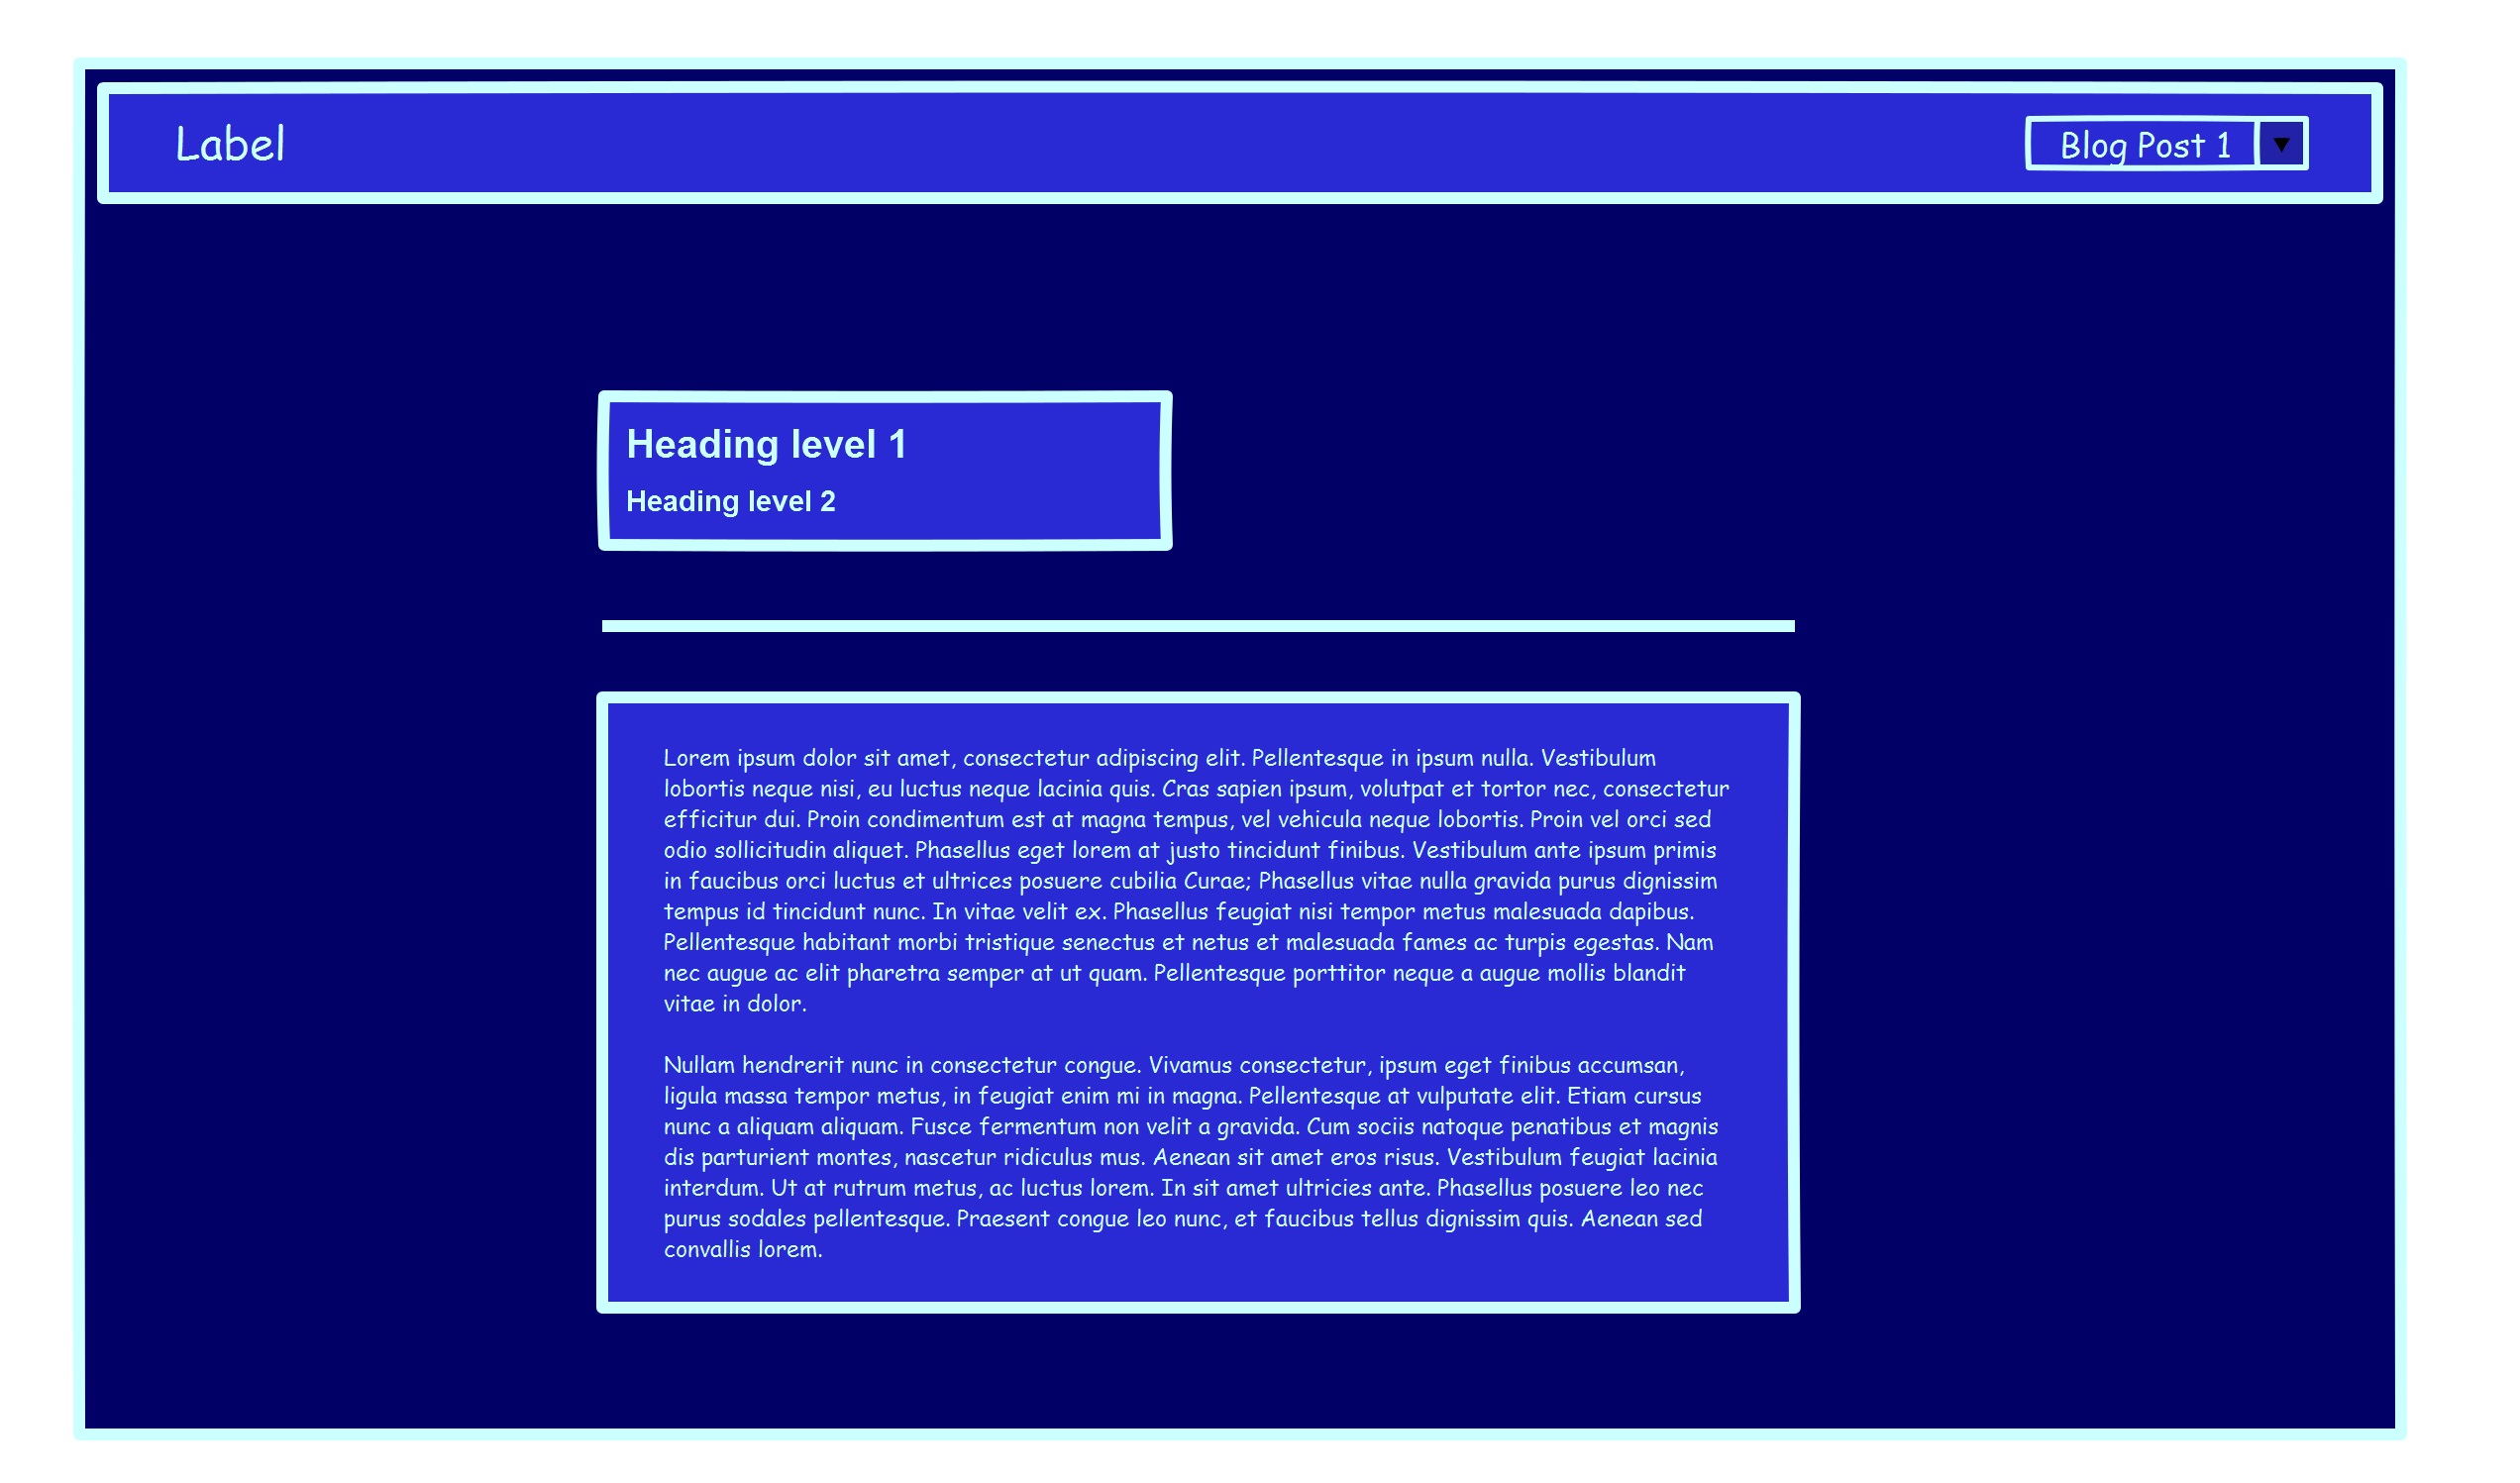 Label
Blog Post 1
Heading level 1
Heading level 2
Lorem ipsum dolor sit amet, consectetur adipiscing elit. Pellentesque in ipsum nulla. Vestibulum
lobortis neque nisi, eu luctus neque lacinia quis. Cras sapien ipsum, volutpat et tortor nec, consectetur
efficitur dui. Proin condimentum est at magna tempus, vel vehicula neque lobortis. Proin vel orci sed
odio sollicitudin aliquet. Phasellus eget lorem at justo tincidunt finibus. Vestibulum ante ipsum primis
in faucibus orci luctus et ultrices posuere cubilia Curae; Phasellus vitae nulla gravida purus dignissim
tempus id tincidunt nunc. In vitae velit ex. Phasellus feugiat nisi tempor metus malesuada dapibus.
Pellentesque habitant morbi tristique senectus et netus et malesuada fames ac turpis egestas. Nam
nec augue ac elit pharetra semper at ut quam. Pellentesque porttitor neque a augue mollis blandit
vitae in dolor.
Nullam hendrerit nunc in consectetur congue. Vivamus consectetur, ipsum eget finibus accumsan,
ligula massa tempor metus, in feugiat enim mi in magna. Pellentesque at vulputate elit. Etiam cursus
nunc a aliquam aliquam. Fusce fermentum non velit a gravida. Cum sociis natoque penatibus et magnis
dis parturient montes, nascetur ridiculus mus. Aenean sit amet eros risus. Vestibulum feugiat lacinia
interdum. Ut at rutrum metus, ac luctus lorem. In sit amet ultricies ante. Phasellus posuere leo nec
purus sodales pellentesque. Praesent congue leo nunc, et faucibus tellus dignissim quis. Aenean sed
convallis lorem.